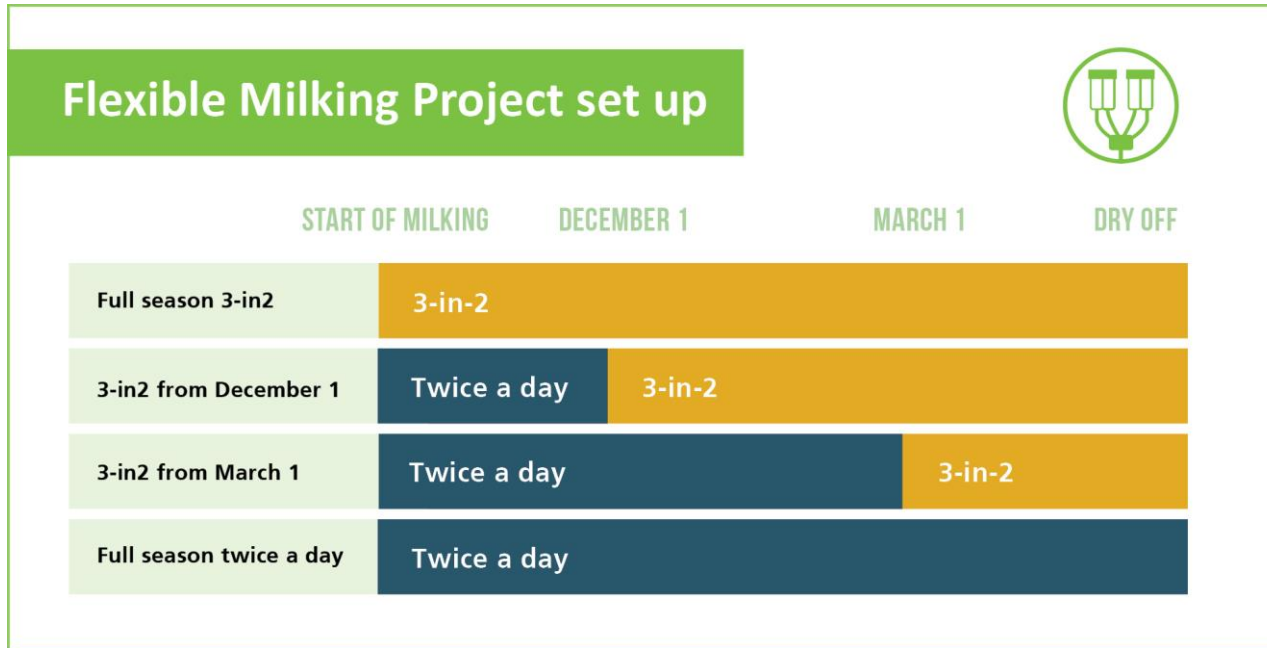 Flexible Milking Project set up
START OF MILKING DECEMBER 1 MARCH 1 DRY OFF
Full season 3-in2 3-in-2
3-in2 from December 1 Twice a day 3-in-2
3-in2 from March 1 Twice a day 3-in-2
Full season twice a day Twice a day